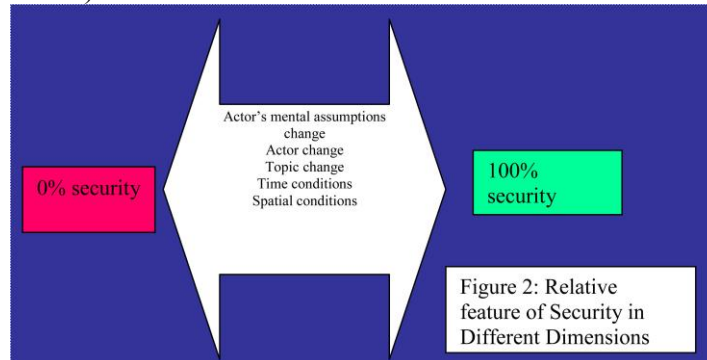 Actor's mental assumptions
change
Actor change
Topic change
Time conditions
Spatial conditions
0% security
100%
security
Figure 2: Relative
feature of Security in
Different Dimensions